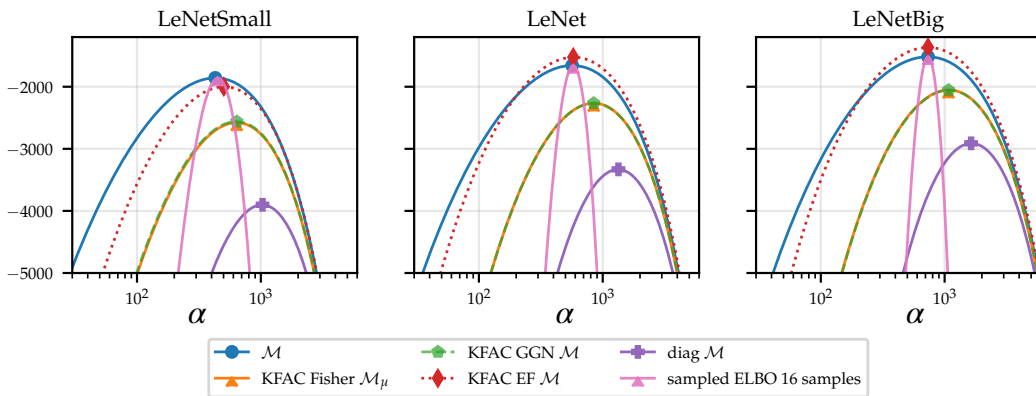 LeNetSmall LeNet LeNetBig
−2000
−3000
−4000
−5000
10² 10³ 10² 10³ 10² 10³
α α α
ℳ KFAC GGN ℳ diag ℳ
KFAC Fisher ℳμ KFAC EF ℳ sampled ELBO 16 samples